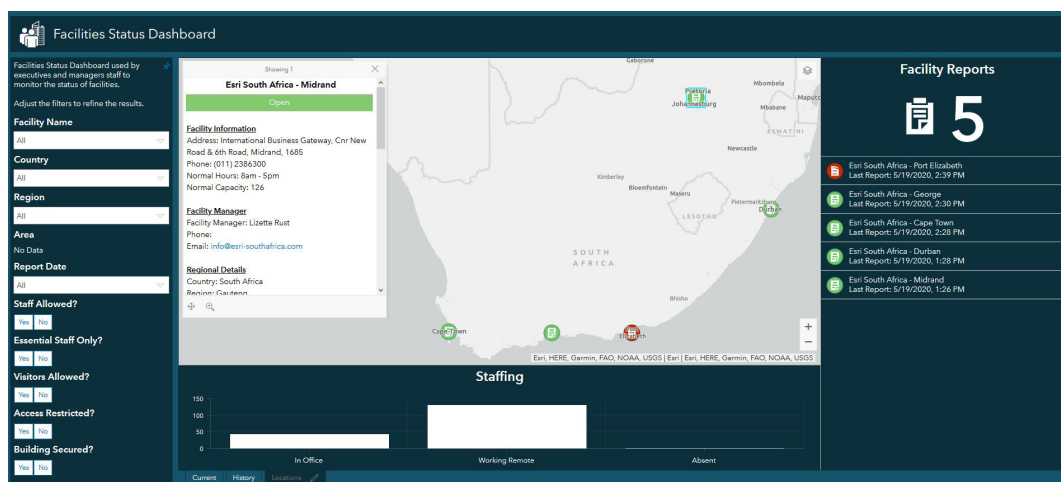 Facilities Status Dashboard
Facilities Status Dashboard used by
executives and managers staff to
monitor the status of facilities.
Adjust the filters to refine the results.
Facility Name
All
Country
All
Region
All
Area
No Data
Report Date
All
Staff Allowed?
Yes No
Essential Staff Only?
Yes No
Visitors Allowed?
Yes No
Access Restricted?
Yes No
Building Secured?
Yes No
Showing 1
Esri South Africa - Midrand
Open
Facility Information
Address: International Business Gateway, Cnr New
Road & 6th Road, Midrand, 1685
Phone: (011) 2386300
Normal Hours: 8am - 5pm
Normal Capacity: 126
Facility Manager
Facility Manager: Lizette Rust
Phone:
Email: info@esri-southafrica.com
Regional Details
Country: South Africa
Region: Gauteng
Gaborone
Pretoria
Johannesburg
Mbombela
Maputo
Mbabane
ESWATINI
Newcastle
Kimberley
Bloemfontein
Maseru
Pietermaritzburg
Durban
LESOTHO
SOUTH
AFRICA
Bhisho
Cape Town
Elizabeth
+
−
Esri, HERE, Garmin, FAO, NOAA, USGS | Esri | Esri, HERE, Garmin, FAO, NOAA, USGS
Staffing
150
100
50
0
In Office
Working Remote
Absent
Current History Locations
Facility Reports
5
Esri South Africa - Port Elizabeth
Last Report: 5/19/2020, 2:39 PM
Esri South Africa - George
Last Report: 5/19/2020, 2:30 PM
Esri South Africa - Cape Town
Last Report: 5/19/2020, 2:28 PM
Esri South Africa - Durban
Last Report: 5/19/2020, 1:28 PM
Esri South Africa - Midrand
Last Report: 5/19/2020, 1:26 PM